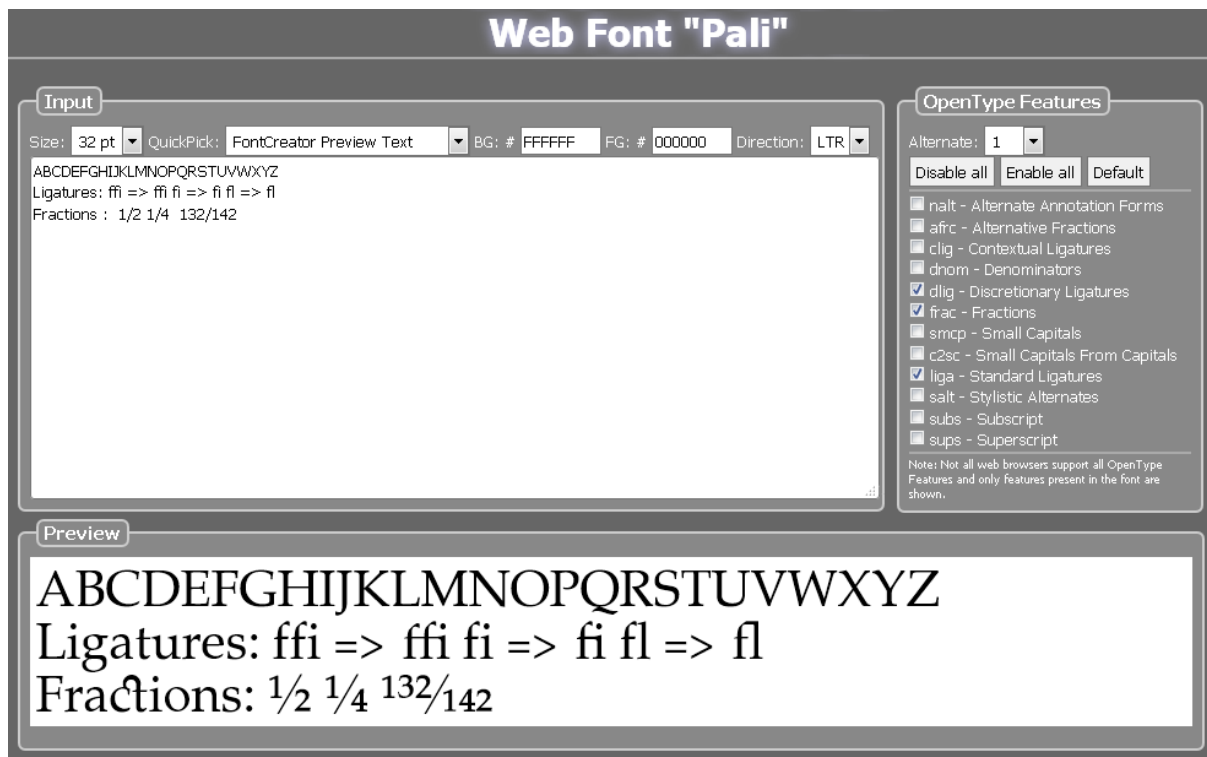 Web Font "Pali"
Input
Size: 32 pt QuickPick: FontCreator Preview Text BG: # FFFFFF FG: # 000000 Direction: LTR
ABCDEFGHIJKLMNOPQRSTUVWXYZ
Ligatures: ffi => ffi fi => fi fl => fl
Fractions : 1/2 1/4 132/142
OpenType Features
Alternate: 1
Disable all Enable all Default
nalt - Alternate Annotation Forms
afrc - Alternative Fractions
clig - Contextual Ligatures
dnom - Denominators
dlig - Discretionary Ligatures
frac - Fractions
smcp - Small Capitals
c2sc - Small Capitals From Capitals
liga - Standard Ligatures
salt - Stylistic Alternates
subs - Subscript
sups - Superscript
Note: Not all web browsers support all OpenType
Features and only features present in the font are
shown.
Preview
ABCDEFGHIJKLMNOPQRSTUVWXYZ
Ligatures: ffi => ffi fi => fi fl => fl
Fractions: ½ ¼ ¹³²⁄₁₄₂